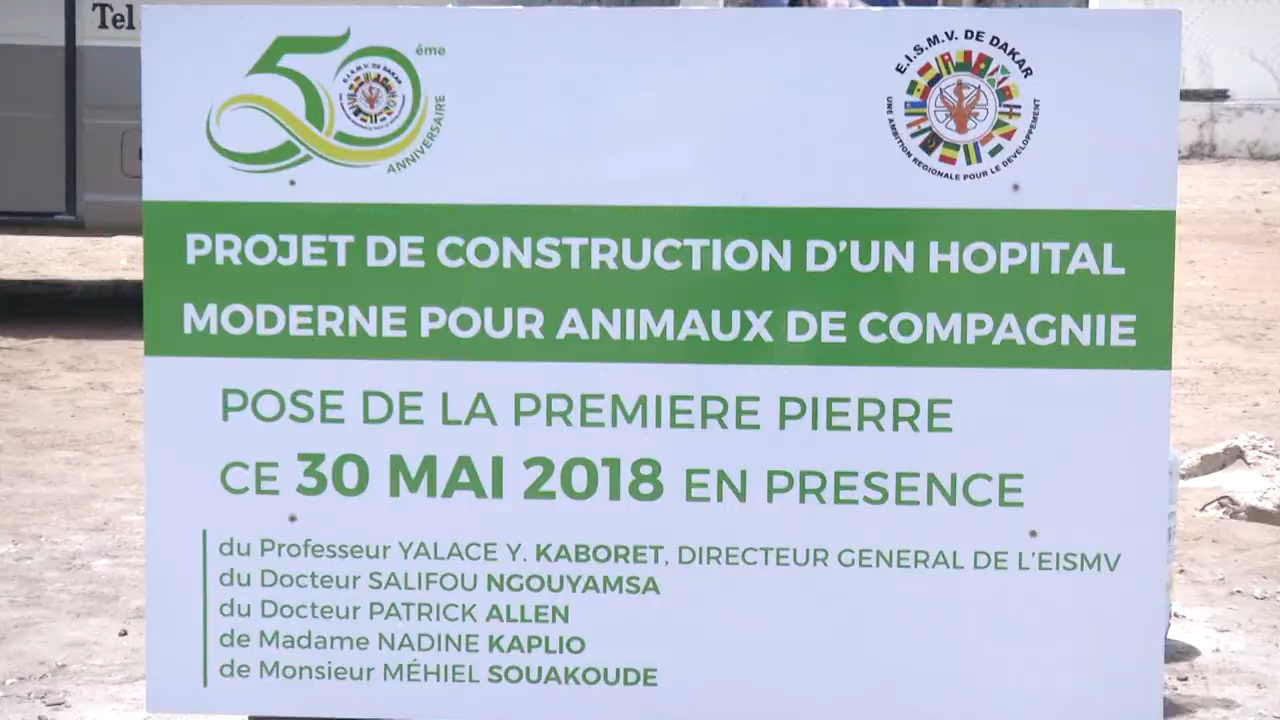 Tel
50ème
ANNIVERSAIRE
E.I.S.M.V. DE DAKAR
E.I.S.M.V. DE DAKAR
UNE AMBITION REGIONALE POUR LE DEVELOPPEMENT
PROJET DE CONSTRUCTION D'UN HOPITAL
MODERNE POUR ANIMAUX DE COMPAGNIE
POSE DE LA PREMIERE PIERRE
CE 30 MAI 2018 EN PRESENCE
du Professeur YALACE Y. KABORET, DIRECTEUR GENERAL DE L'EISMV
du Docteur SALIFOU NGOUYAMSA
du Docteur PATRICK ALLEN
de Madame NADINE KAPLIO
de Monsieur MÉHIEL SOUAKOUDE